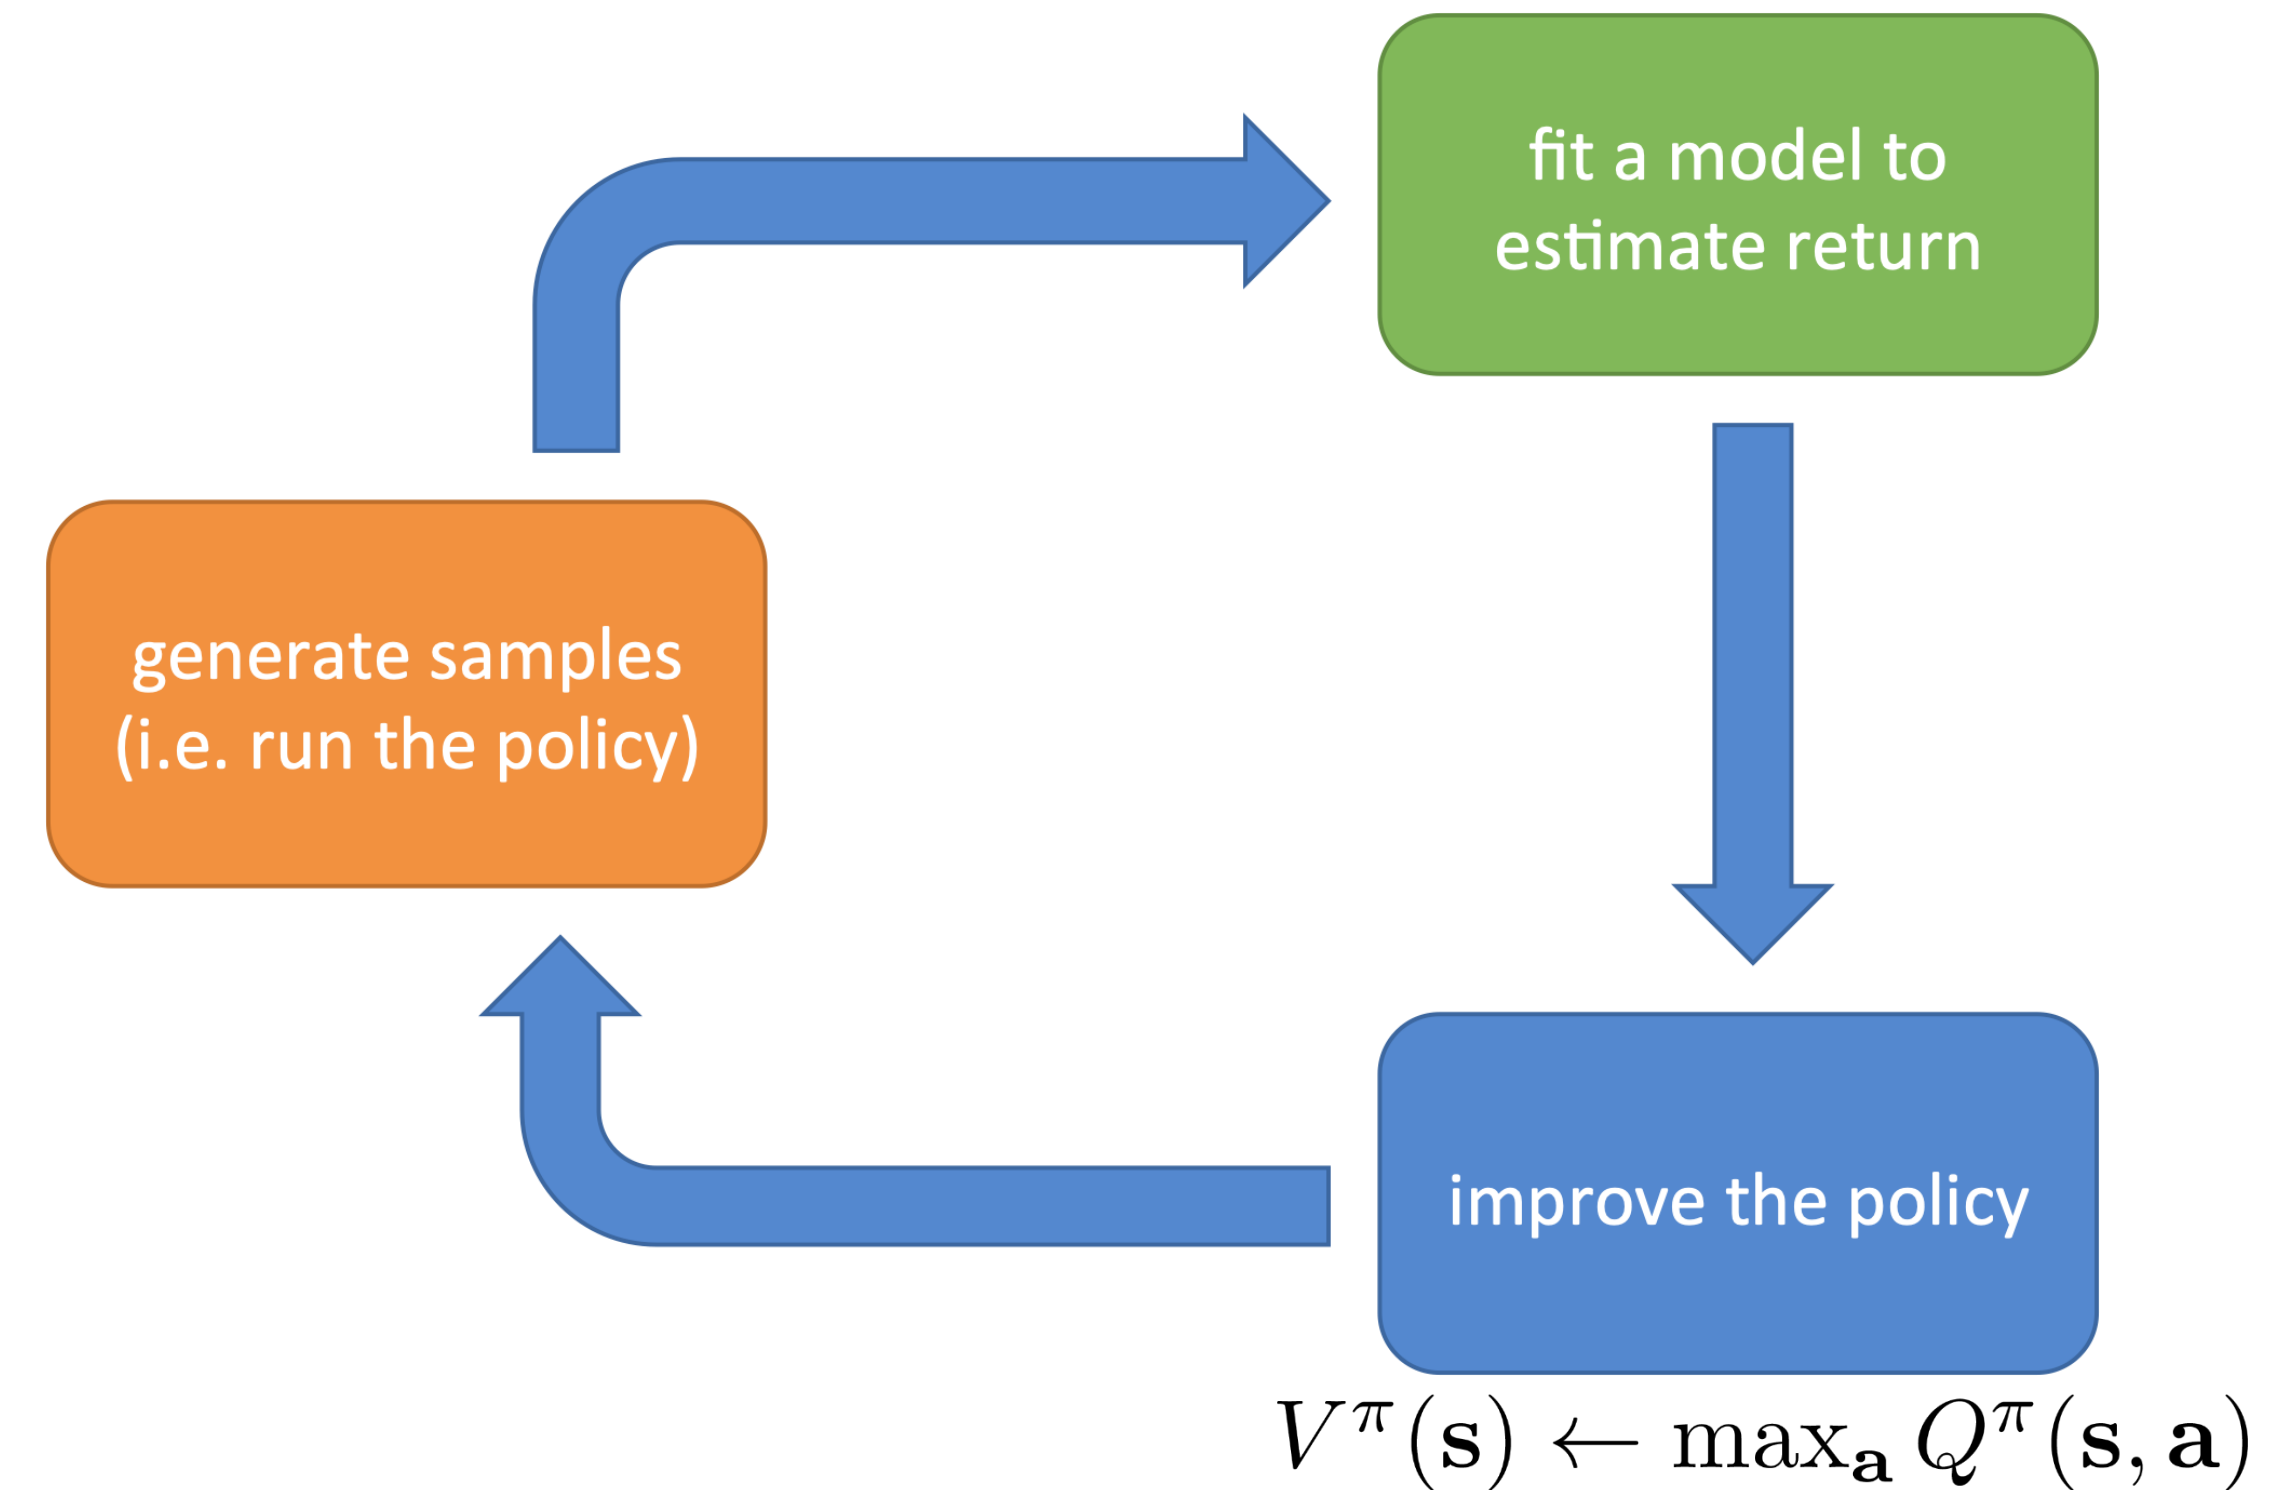 fit a model to
estimate return
generate samples
(i.e. run the policy)
improve the policy
V^π(s) ← max_a Q^π(s, a)